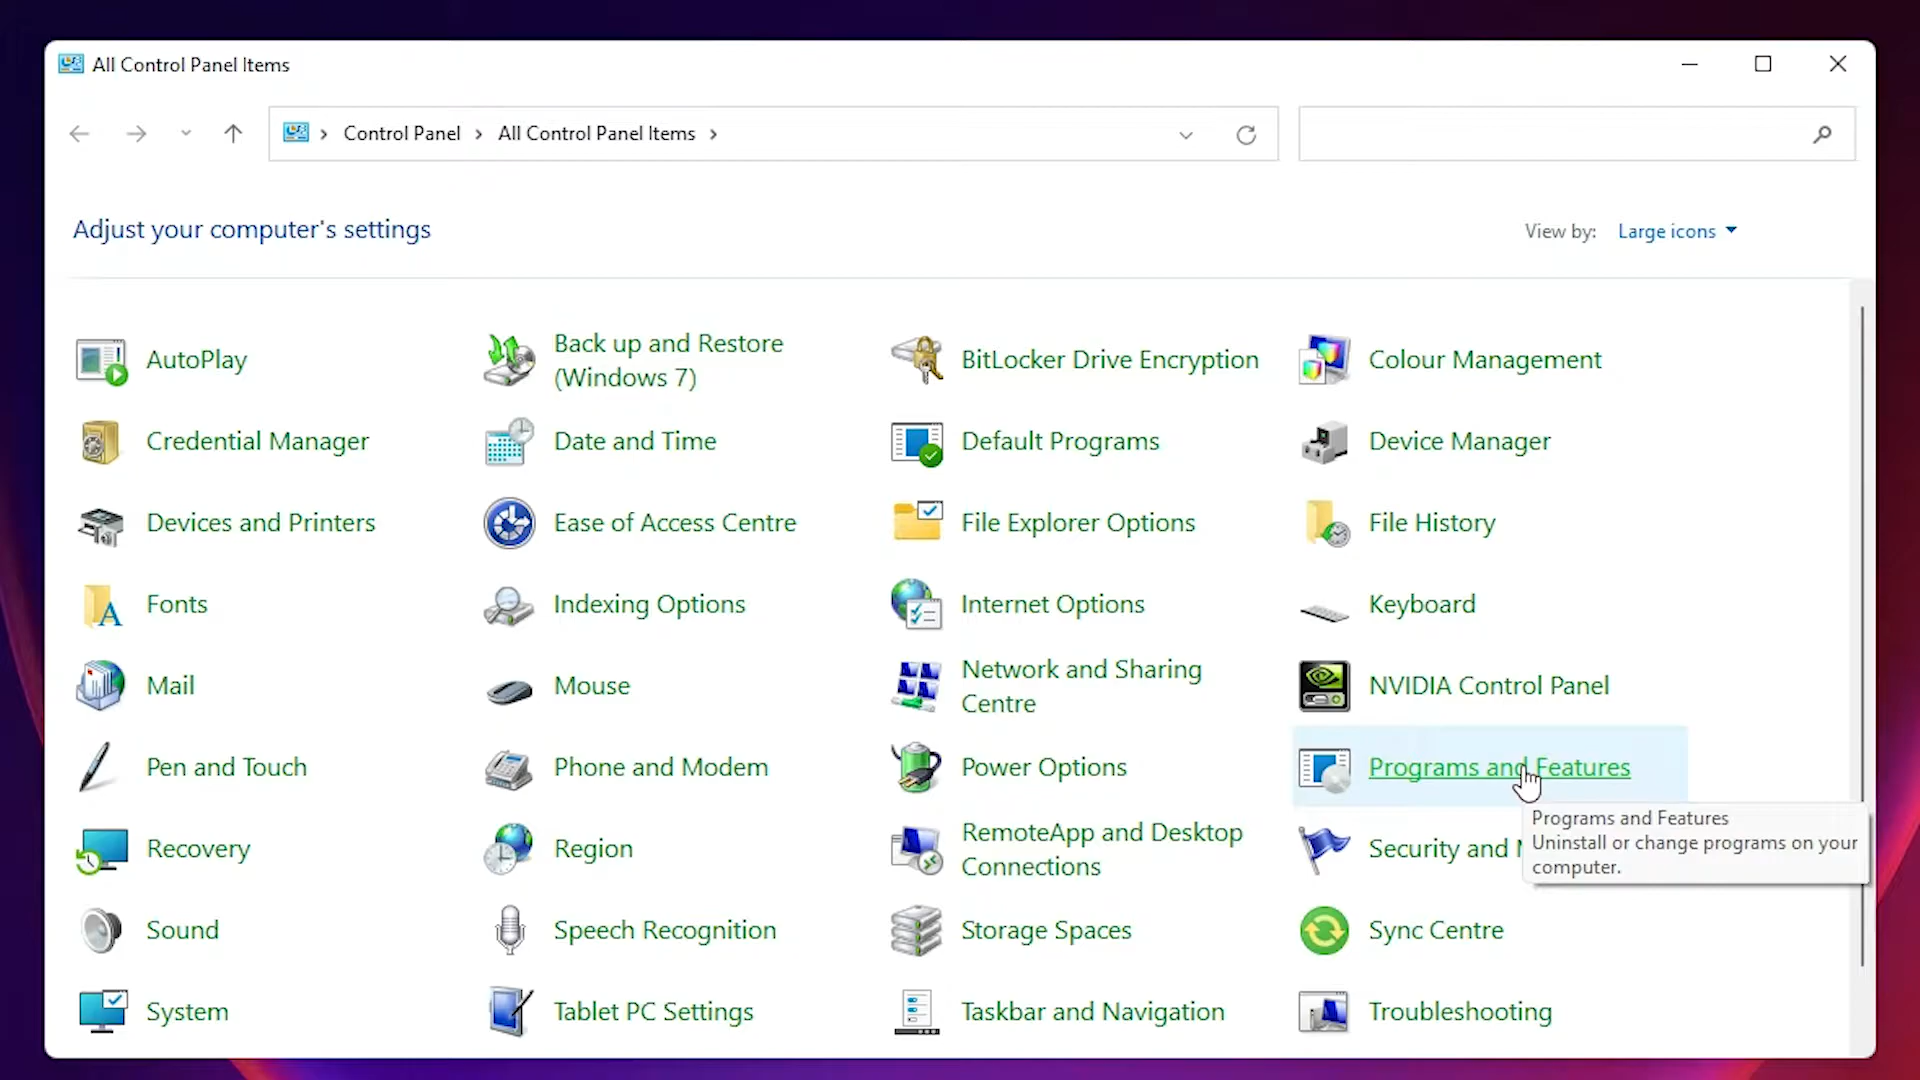 All Control Panel Items
Control Panel
All Control Panel Items
Adjust your computer's settings
View by: Large icons
AutoPlay
Back up and Restore
(Windows 7)
BitLocker Drive Encryption
Colour Management
Credential Manager
Date and Time
Default Programs
Device Manager
Devices and Printers
Ease of Access Centre
File Explorer Options
File History
Fonts
Indexing Options
Internet Options
Keyboard
Mail
Mouse
Network and Sharing
Centre
NVIDIA Control Panel
Pen and Touch
Phone and Modem
Power Options
Programs and Features
Programs and Features
Uninstall or change programs on your
computer.
Recovery
Region
RemoteApp and Desktop
Connections
Security and
Sound
Speech Recognition
Storage Spaces
Sync Centre
System
Tablet PC Settings
Taskbar and Navigation
Troubleshooting